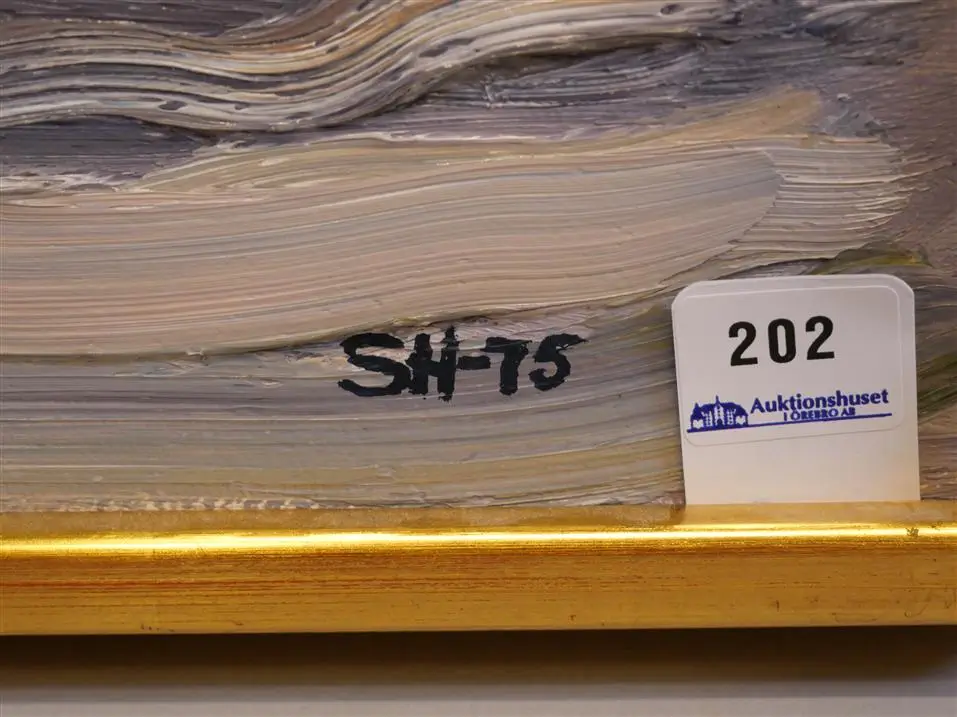 SH-75
202
Auktionshuset
I ÖREBRO AB